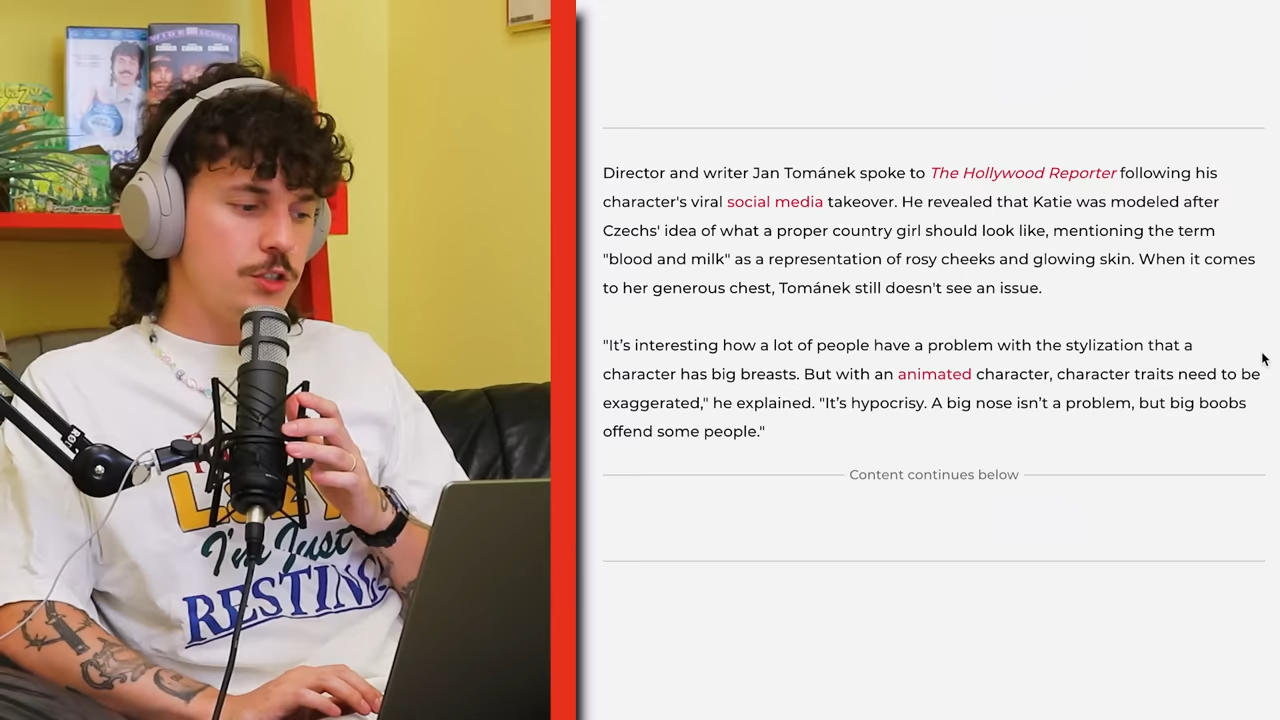 Director and writer Jan Tománek spoke to The Hollywood Reporter following his
character's viral social media takeover. He revealed that Katie was modeled after
Czechs' idea of what a proper country girl should look like, mentioning the term
"blood and milk" as a representation of rosy cheeks and glowing skin. When it comes
to her generous chest, Tománek still doesn't see an issue.
"It's interesting how a lot of people have a problem with the stylization that a
character has big breasts. But with an animated character, character traits need to be
exaggerated," he explained. "It's hypocrisy. A big nose isn't a problem, but big boobs
offend some people."
Content continues below
I'm Just
RESTING